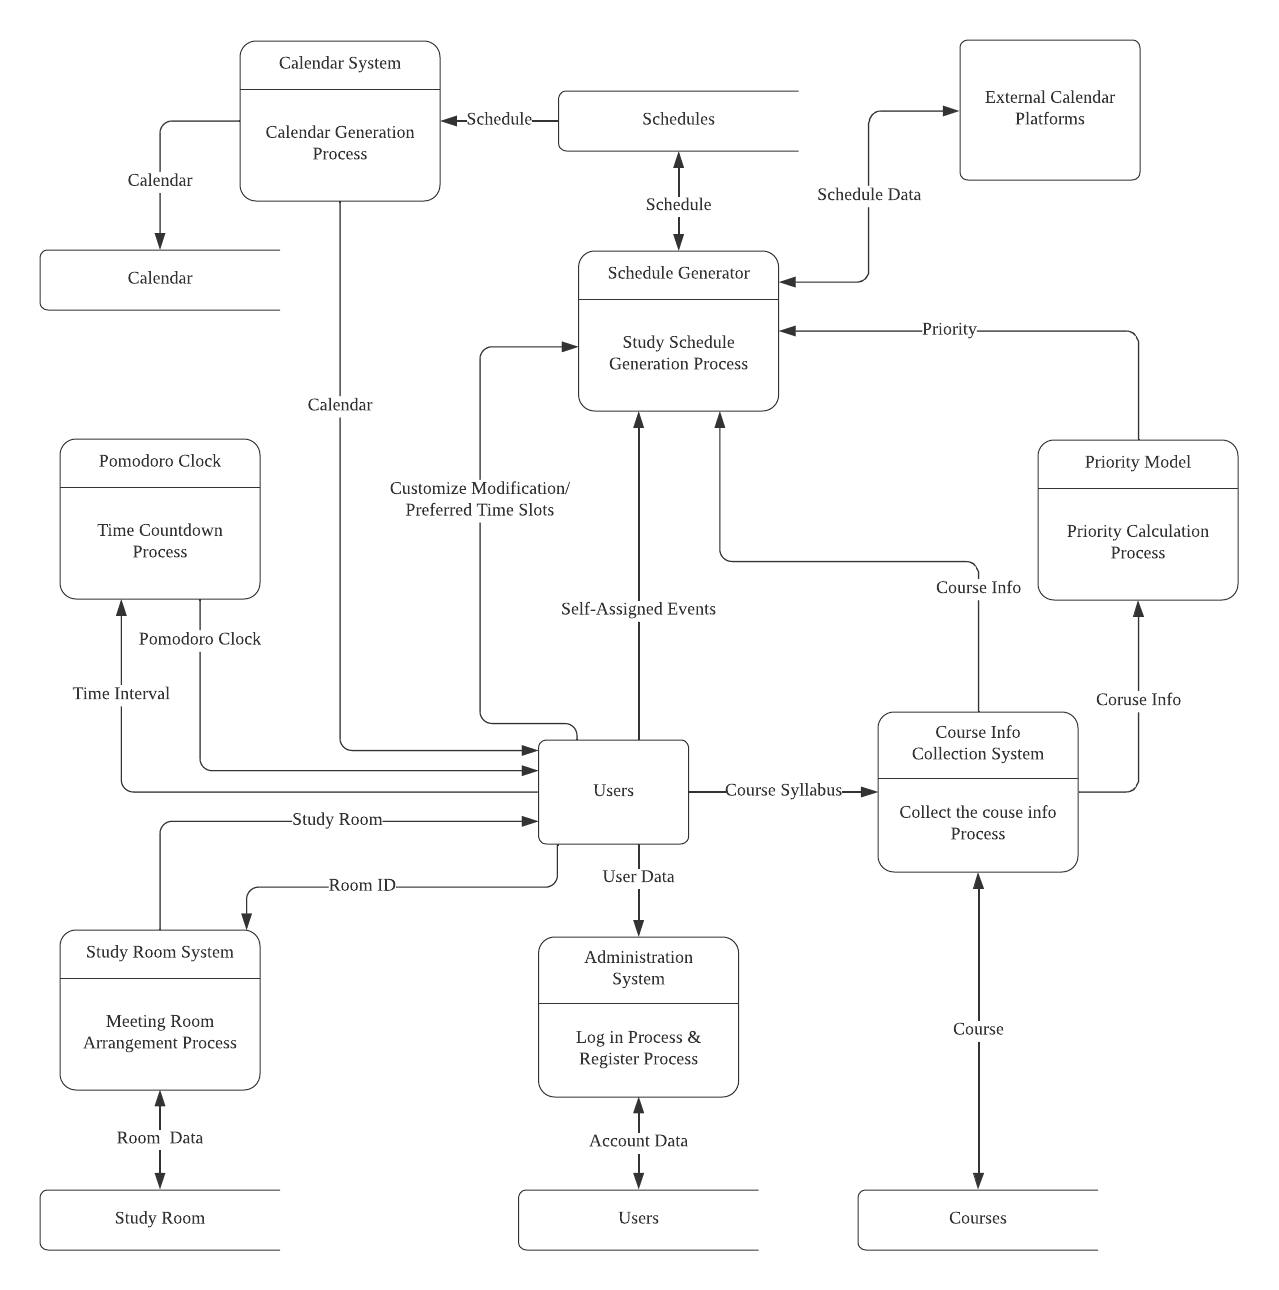 Calendar System
Calendar Generation
Process
Schedule
Schedules
External Calendar
Platforms
Calendar
Schedule Data
Schedule
Calendar
Schedule Generator
Study Schedule
Generation Process
Priority
Calendar
Pomodoro Clock
Time Countdown
Process
Customize Modification/
Preferred Time Slots
Priority Model
Priority Calculation
Process
Course Info
Self-Assigned Events
Pomodoro Clock
Time Interval
Coruse Info
Course Info
Collection System
Collect the couse info
Process
Users
Course Syllabus
Study Room
Room ID
User Data
Study Room System
Meeting Room
Arrangement Process
Administration
System
Log in Process &
Register Process
Course
Room  Data
Account Data
Study Room
Users
Courses